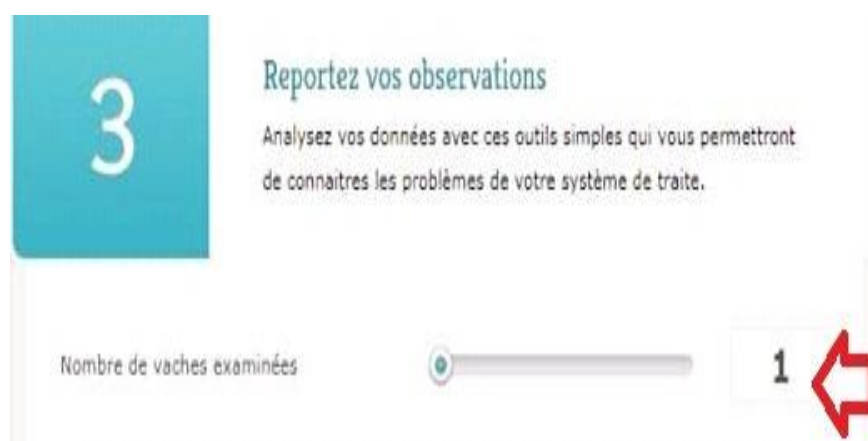 3
Reportez vos observations
Analysez vos données avec ces outils simples qui vous permettront
de connaitres les problèmes de votre système de traite.
Nombre de vaches examinées 1